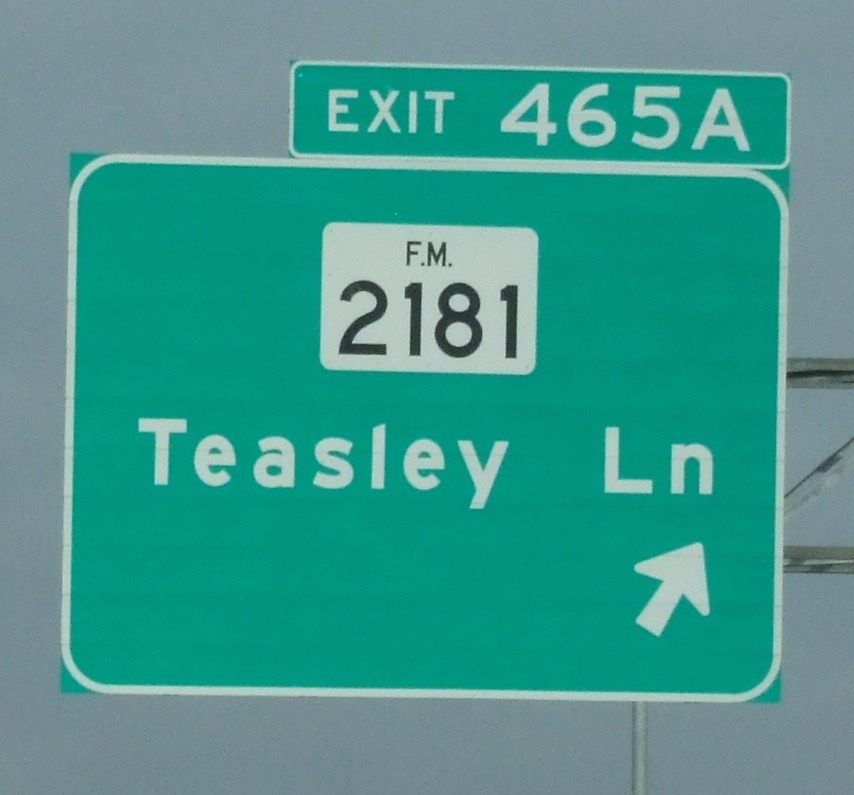 EXIT 465A
F.M.
2181
Teasley Ln